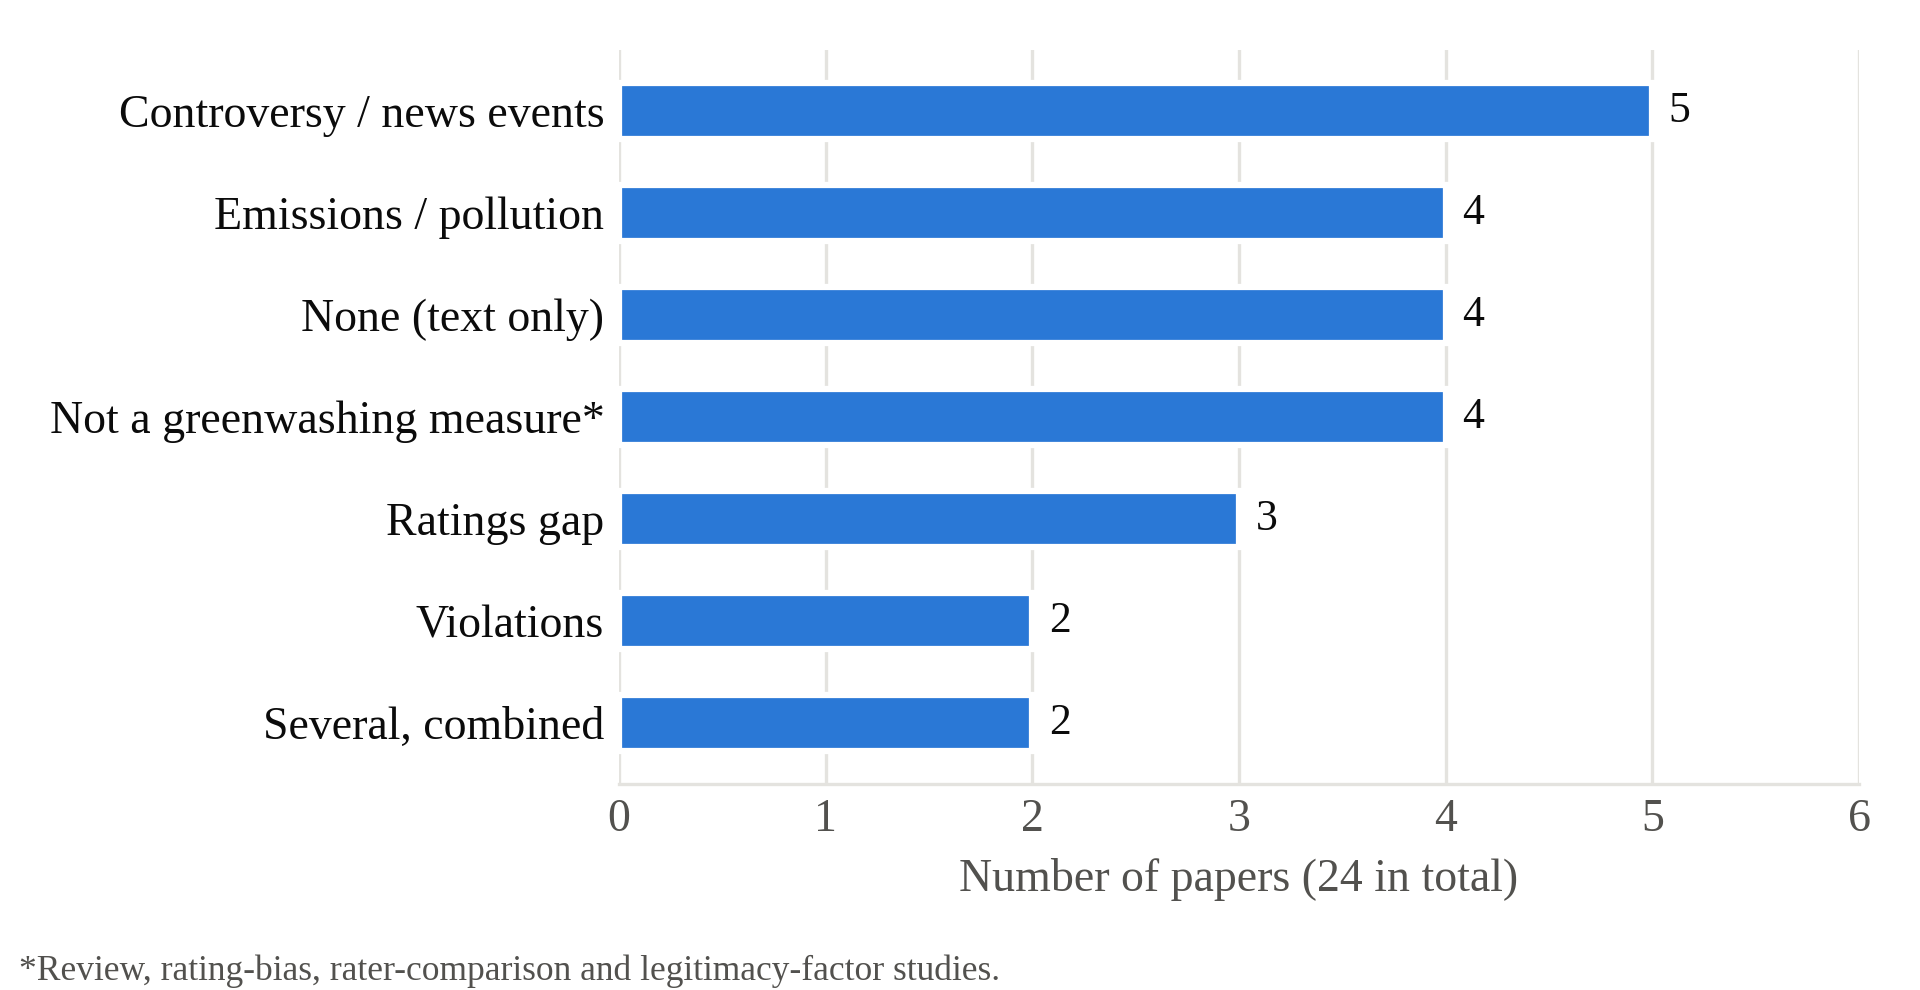 Controversy / news events 5
Emissions / pollution 4
None (text only) 4
Not a greenwashing measure* 4
Ratings gap 3
Violations 2
Several, combined 2
0 1 2 3 4 5 6
Number of papers (24 in total)
*Review, rating-bias, rater-comparison and legitimacy-factor studies.